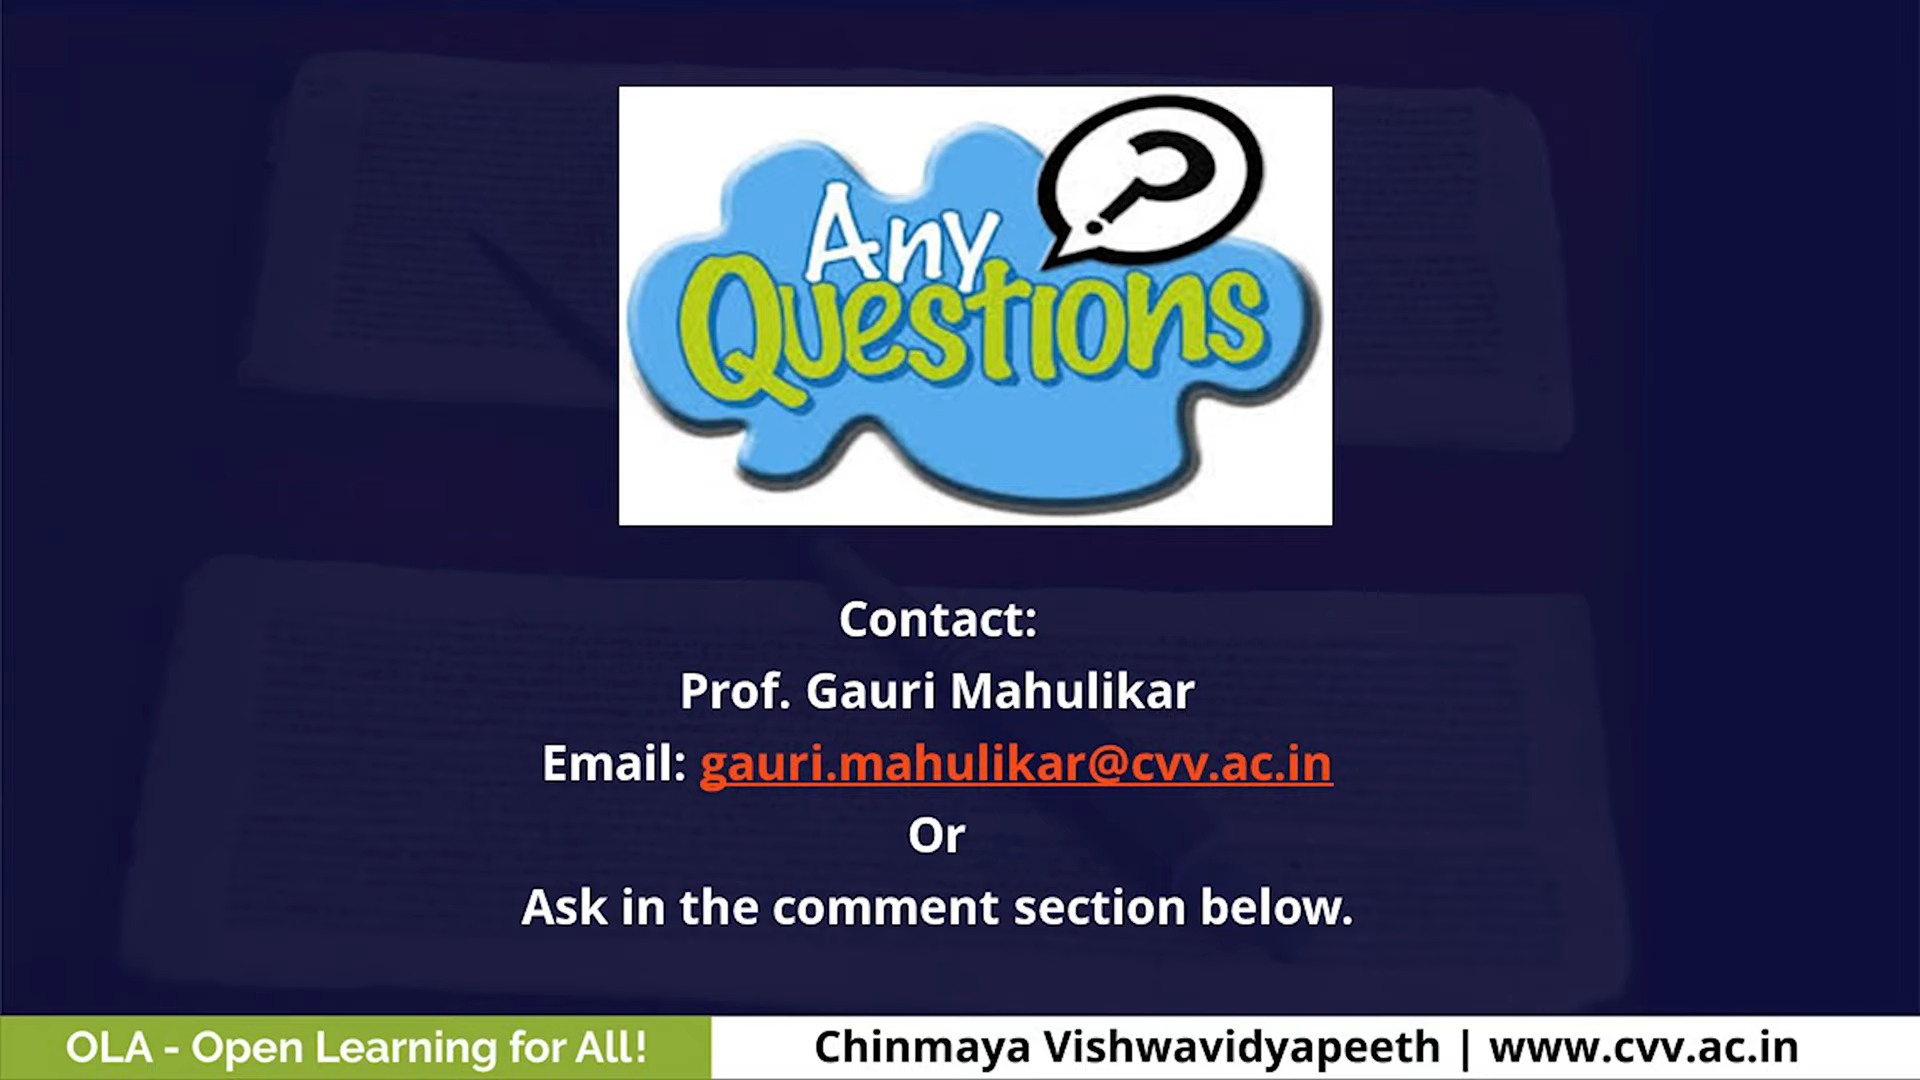 Any
Questions
?
Contact:
Prof. Gauri Mahulikar
Email: gauri.mahulikar@cvv.ac.in
Or
Ask in the comment section below.
OLA - Open Learning for All!
Chinmaya Vishwavidyapeeth | www.cvv.ac.in